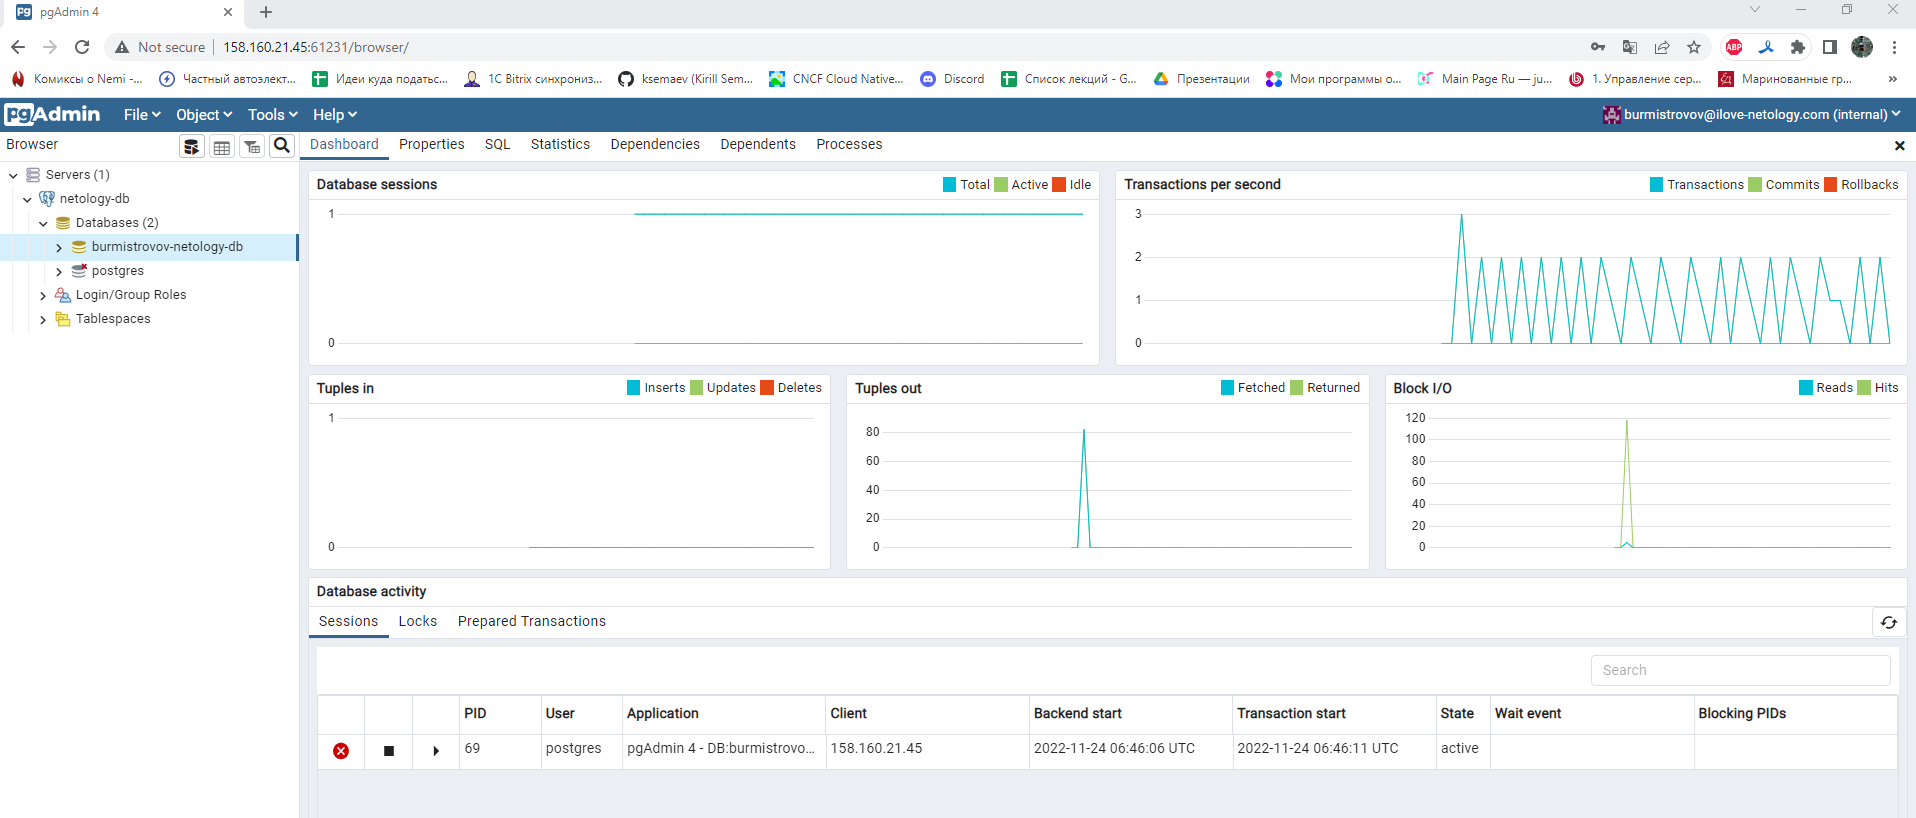 pgAdmin 4
Not secure
158.160.21.45:61231/browser/
Комиксы о Nemi -...
Частный автоэлект...
Идеи куда податьс...
1C Bitrix синхрониз...
ksemaev (Kirill Sem...
CNCF Cloud Native...
Discord
Список лекций - G...
Презентации
Мои программы о...
Main Page Ru — ju...
1. Управление сер...
Маринованные гр...
»
pgAdmin
File
Object
Tools
Help
burmistrovov@ilove-netology.com (internal)
Browser
Dashboard
Properties
SQL
Statistics
Dependencies
Dependents
Processes
Servers (1)
netology-db
Databases (2)
burmistrovov-netology-db
postgres
Login/Group Roles
Tablespaces
Database sessions
Total
Active
Idle
1
0
Transactions per second
Transactions
Commits
Rollbacks
3
2
1
0
Tuples in
Inserts
Updates
Deletes
1
0
Tuples out
Fetched
Returned
80
60
40
20
0
Block I/O
Reads
Hits
120
100
80
60
40
20
0
Database activity
Sessions
Locks
Prepared Transactions
Search
PID User Application Client Backend start Transaction start State Wait event Blocking PIDs
69 postgres pgAdmin 4 - DB:burmistrovo... 158.160.21.45 2022-11-24 06:46:06 UTC 2022-11-24 06:46:11 UTC active